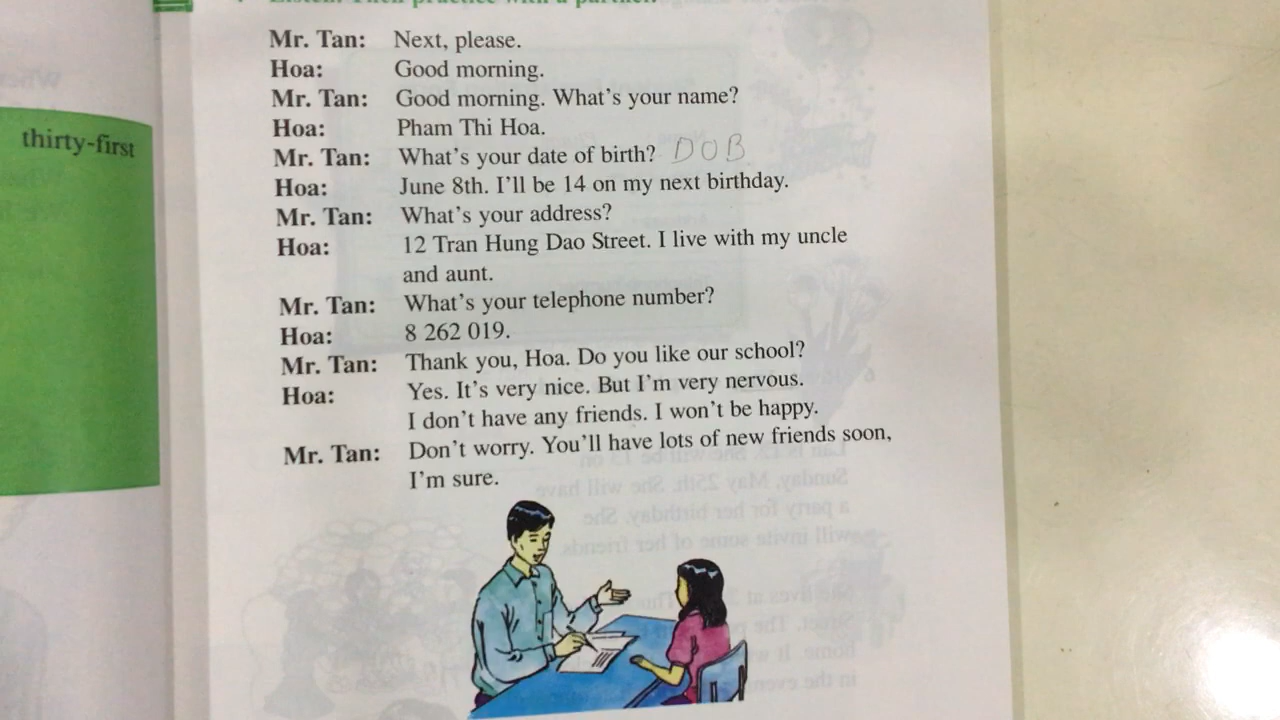 Listen. Then practice with a partner.
thirty-first
Mr. Tan: Next, please.
Hoa: Good morning.
Mr. Tan: Good morning. What's your name?
Hoa: Pham Thi Hoa.
Mr. Tan: What's your date of birth? DOB
Hoa: June 8th. I'll be 14 on my next birthday.
Mr. Tan: What's your address?
Hoa: 12 Tran Hung Dao Street. I live with my uncle
and aunt.
Mr. Tan: What's your telephone number?
Hoa: 8 262 019.
Mr. Tan: Thank you, Hoa. Do you like our school?
Hoa: Yes. It's very nice. But I'm very nervous.
I don't have any friends. I won't be happy.
Mr. Tan: Don't worry. You'll have lots of new friends soon,
I'm sure.